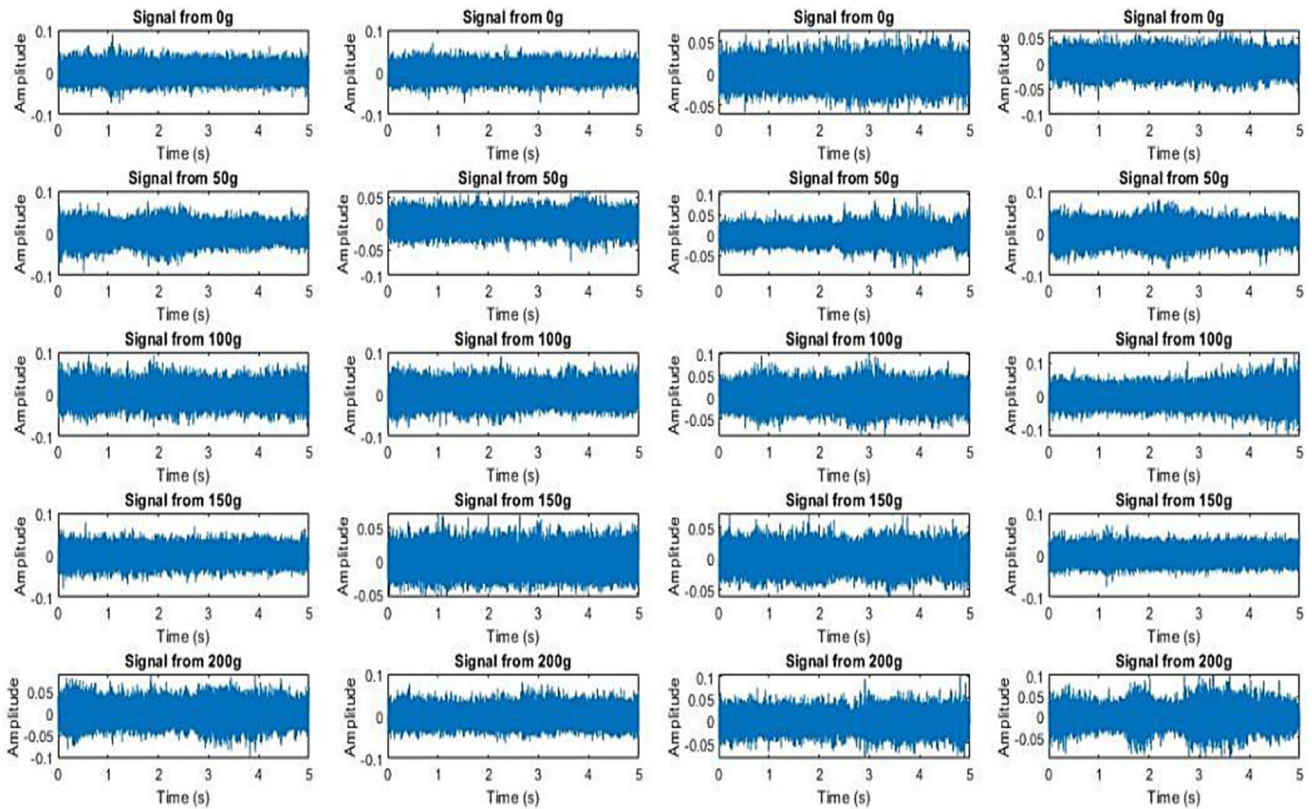 Signal from 0g Signal from 0g Signal from 0g Signal from 0g
0.1 0.1 0.05 0.05
Amplitude 0 Amplitude 0 Amplitude 0 Amplitude 0
-0.05 -0.05
-0.1 -0.1 -0.1
0 1 2 3 4 5 0 1 2 3 4 5 0 1 2 3 4 5 0 1 2 3 4 5
Time (s) Time (s) Time (s) Time (s)
Signal from 50g Signal from 50g Signal from 50g Signal from 50g
0.1 0.05 0.1 0.1
0.05
Amplitude 0 Amplitude 0 Amplitude 0 Amplitude 0
-0.05 -0.05
-0.1 -0.1 -0.1
0 1 2 3 4 5 0 1 2 3 4 5 0 1 2 3 4 5 0 1 2 3 4 5
Time (s) Time (s) Time (s) Time (s)
Signal from 100g Signal from 100g Signal from 100g Signal from 100g
0.1 0.1 0.1 0.1
0.05
Amplitude 0 Amplitude 0 Amplitude 0 Amplitude 0
-0.05
-0.1 -0.1 -0.1
0 1 2 3 4 5 0 1 2 3 4 5 0 1 2 3 4 5 0 1 2 3 4 5
Time (s) Time (s) Time (s) Time (s)
Signal from 150g Signal from 150g Signal from 150g Signal from 150g
0.1 0.05 0.05 0.1
Amplitude 0 Amplitude 0 Amplitude 0 Amplitude 0
-0.1 -0.05 -0.05 -0.1
0 1 2 3 4 5 0 1 2 3 4 5 0 1 2 3 4 5 0 1 2 3 4 5
Time (s) Time (s) Time (s) Time (s)
Signal from 200g Signal from 200g Signal from 200g Signal from 200g
0.1 0.1 0.1
0.05 0.05 0.05
Amplitude 0 Amplitude 0 Amplitude 0 Amplitude 0
-0.05 -0.05 -0.05
-0.1 -0.1
0 1 2 3 4 5 0 1 2 3 4 5 0 1 2 3 4 5 0 1 2 3 4 5
Time (s) Time (s) Time (s) Time (s)